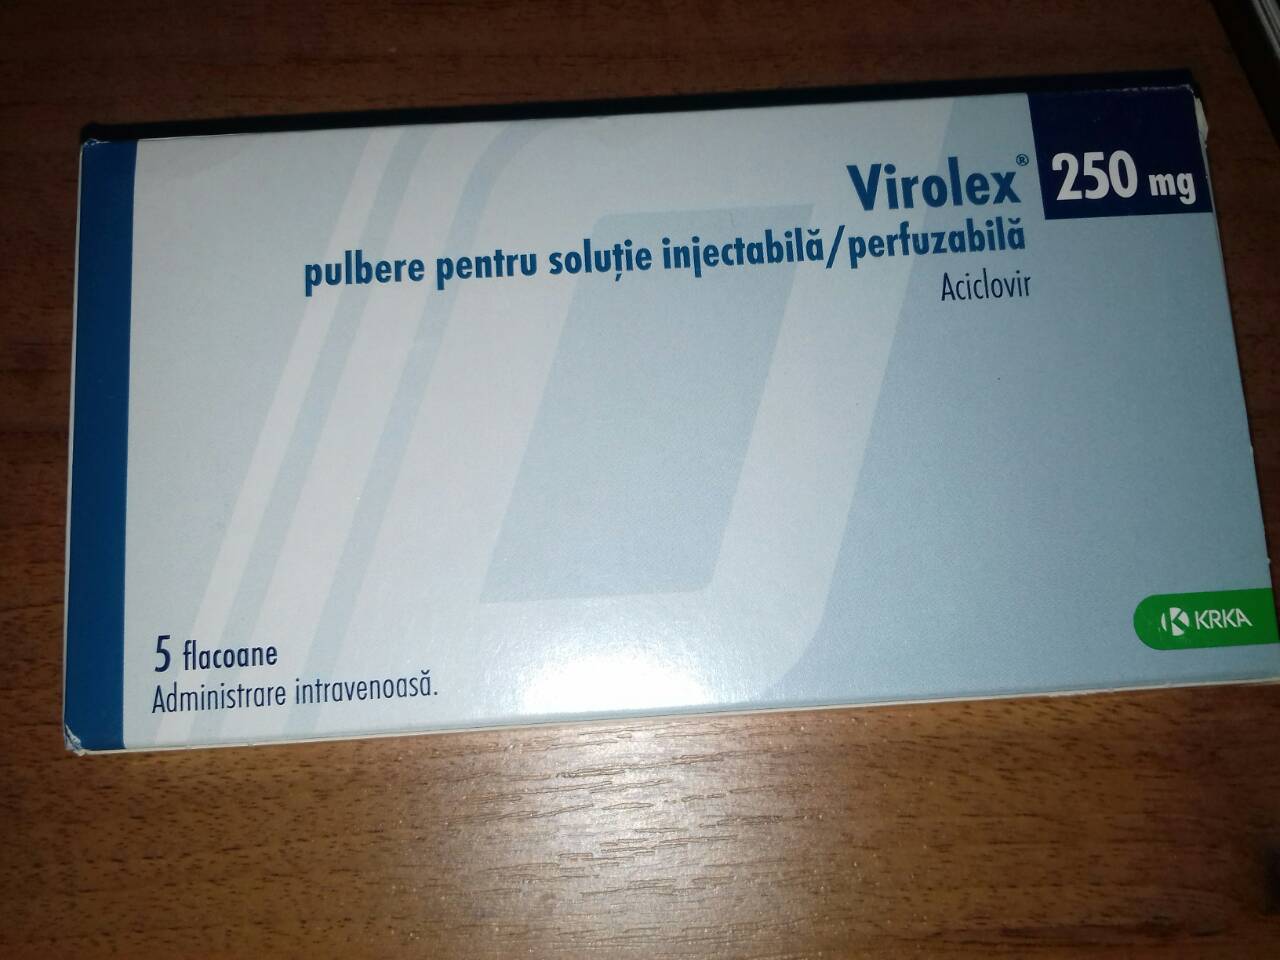 Virolex® 250 mg
pulbere pentru soluție injectabilă/perfuzabilă
Aciclovir
KRKA
5 flacoane
Administrare intravenoasă.